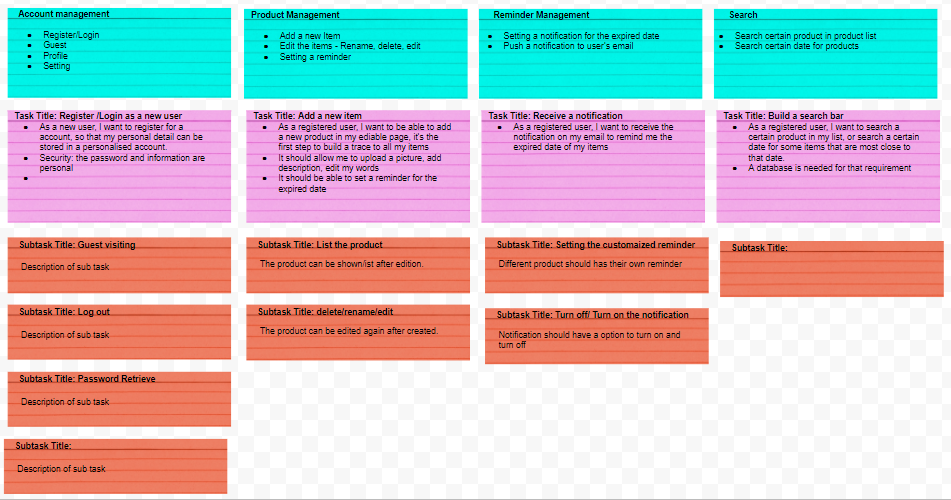 Account management
• Register/Login
• Guest
• Profile
• Setting
Product Management
• Add a new Item
• Edit the items - Rename, delete, edit
• Setting a reminder
Reminder Management
• Setting a notification for the expired date
• Push a notification to user's email
Search
• Search certain product in product list
• Search certain date for products
Task Title: Register /Login as a new user
• As a new user, I want to register for a
account, so that my personal detail can be
stored in a personalised account.
• Security: the password and information are
personal
•
Task Title: Add a new item
• As a registered user, I want to be able to add
a new product in my ediable page, it's the
first step to build a trace to all my items
• It should allow me to upload a picture, add
description, edit my words
• It should be able to set a reminder for the
expired date
Task Title: Receive a notification
• As a registered user, I want to receive the
notification on my email to remind me the
expired date of my items
Task Title: Build a search bar
• As a registered user, I want to search a
certain product in my list, or search a certain
date for some items that are most close to
that date.
• A database is needed for that requirement
Subtask Title: Guest visiting
Description of sub task
Subtask Title: List the product
The product can be shown/ist after edition.
Subtask Title: Setting the customaized reminder
Different product should has their own reminder
Subtask Title:
Subtask Title: Log out
Description of sub task
Subtask Title: delete/rename/edit
The product can be edited again after created.
Subtask Title: Turn off/ Turn on the notification
Notification should have a option to turn on and
turn off
Subtask Title: Password Retrieve
Description of sub task
Subtask Title:
Description of sub task